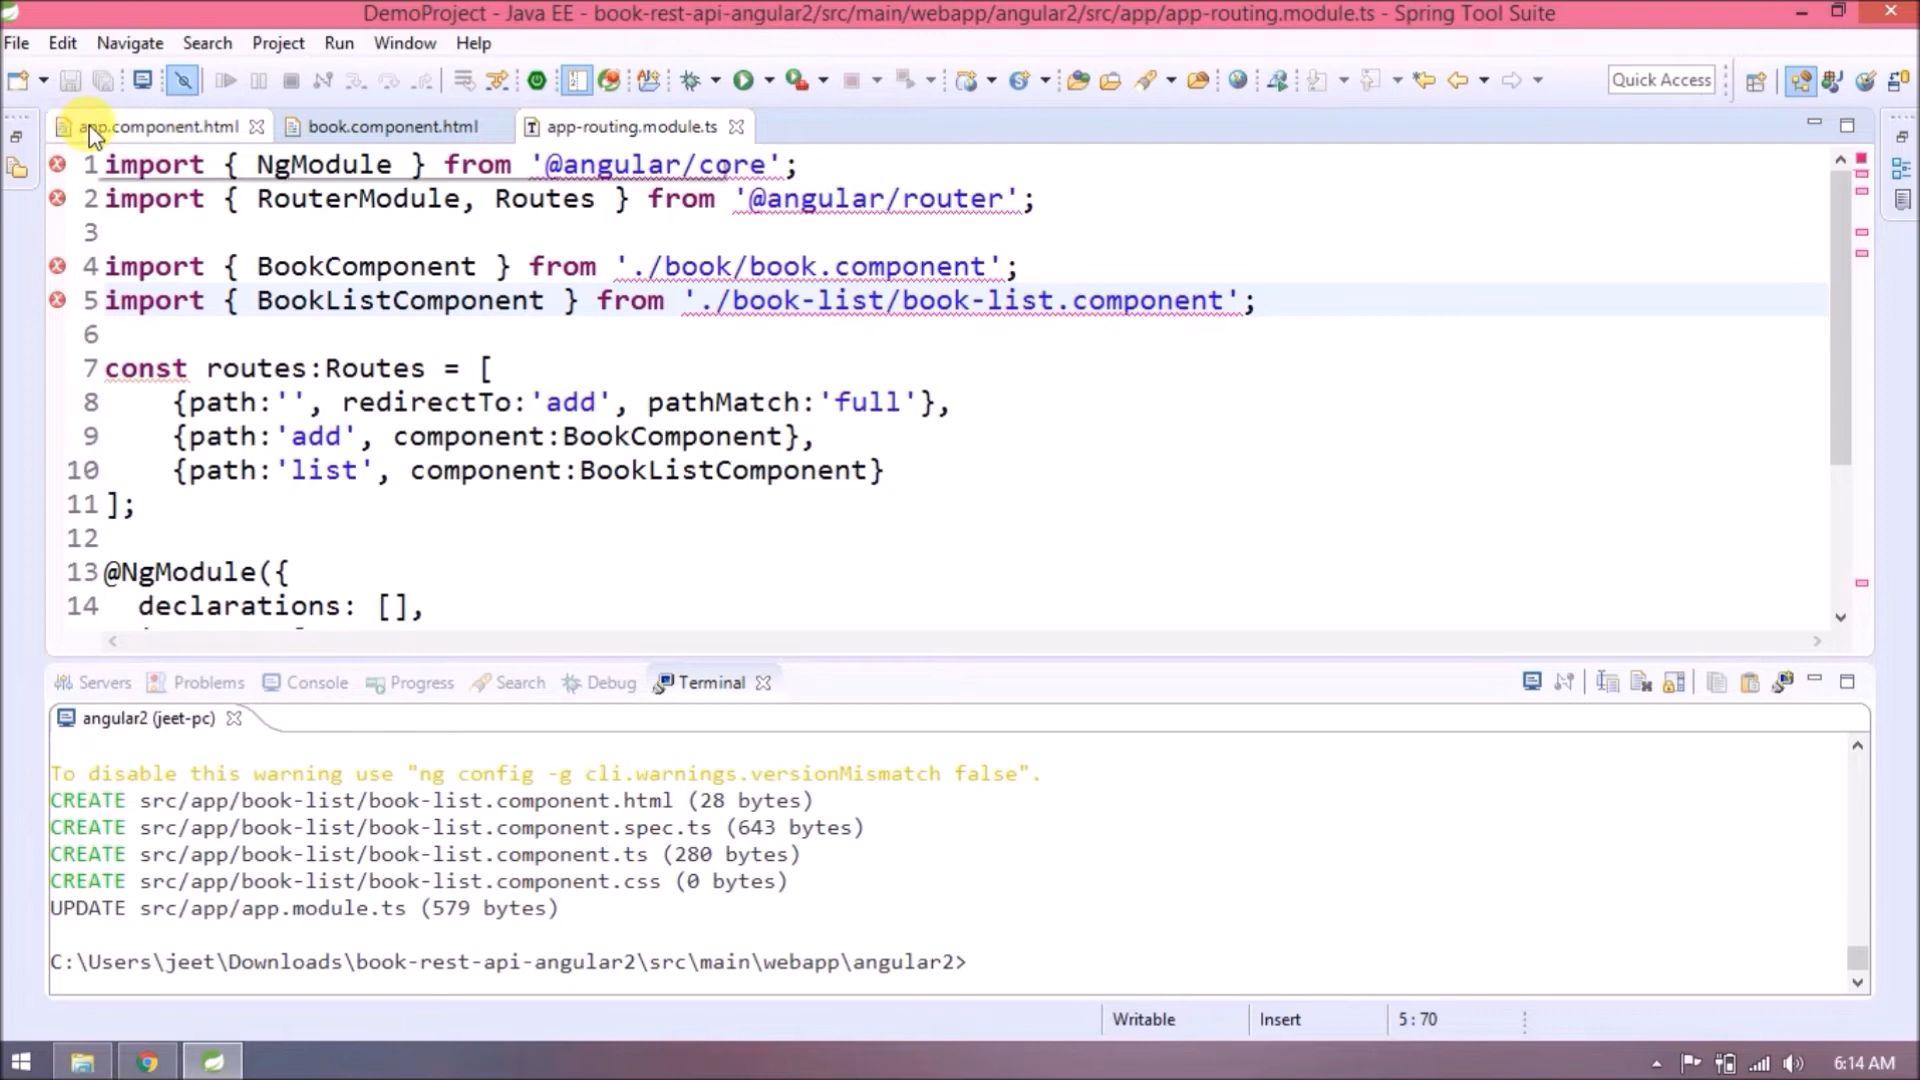 DemoProject - Java EE - book-rest-api-angular2/src/main/webapp/angular2/src/app/app-routing.module.ts - Spring Tool Suite
File Edit Navigate Search Project Run Window Help
Quick Access
app.component.html book.component.html app-routing.module.ts
1 import { NgModule } from '@angular/core';
2 import { RouterModule, Routes } from '@angular/router';
3
4 import { BookComponent } from './book/book.component';
5 import { BookListComponent } from './book-list/book-list.component';
6
7 const routes:Routes = [
8 {path:'', redirectTo:'add', pathMatch:'full'},
9 {path:'add', component:BookComponent},
10 {path:'list', component:BookListComponent}
11 ];
12
13 @NgModule({
14 declarations: [],
Servers Problems Console Progress Search Debug Terminal
angular2 (jeet-pc)
To disable this warning use "ng config -g cli.warnings.versionMismatch false".
CREATE src/app/book-list/book-list.component.html (28 bytes)
CREATE src/app/book-list/book-list.component.spec.ts (643 bytes)
CREATE src/app/book-list/book-list.component.ts (280 bytes)
CREATE src/app/book-list/book-list.component.css (0 bytes)
UPDATE src/app/app.module.ts (579 bytes)
C:\Users\jeet\Downloads\book-rest-api-angular2\src\main\webapp\angular2>
Writable Insert 5 : 70
6:14 AM